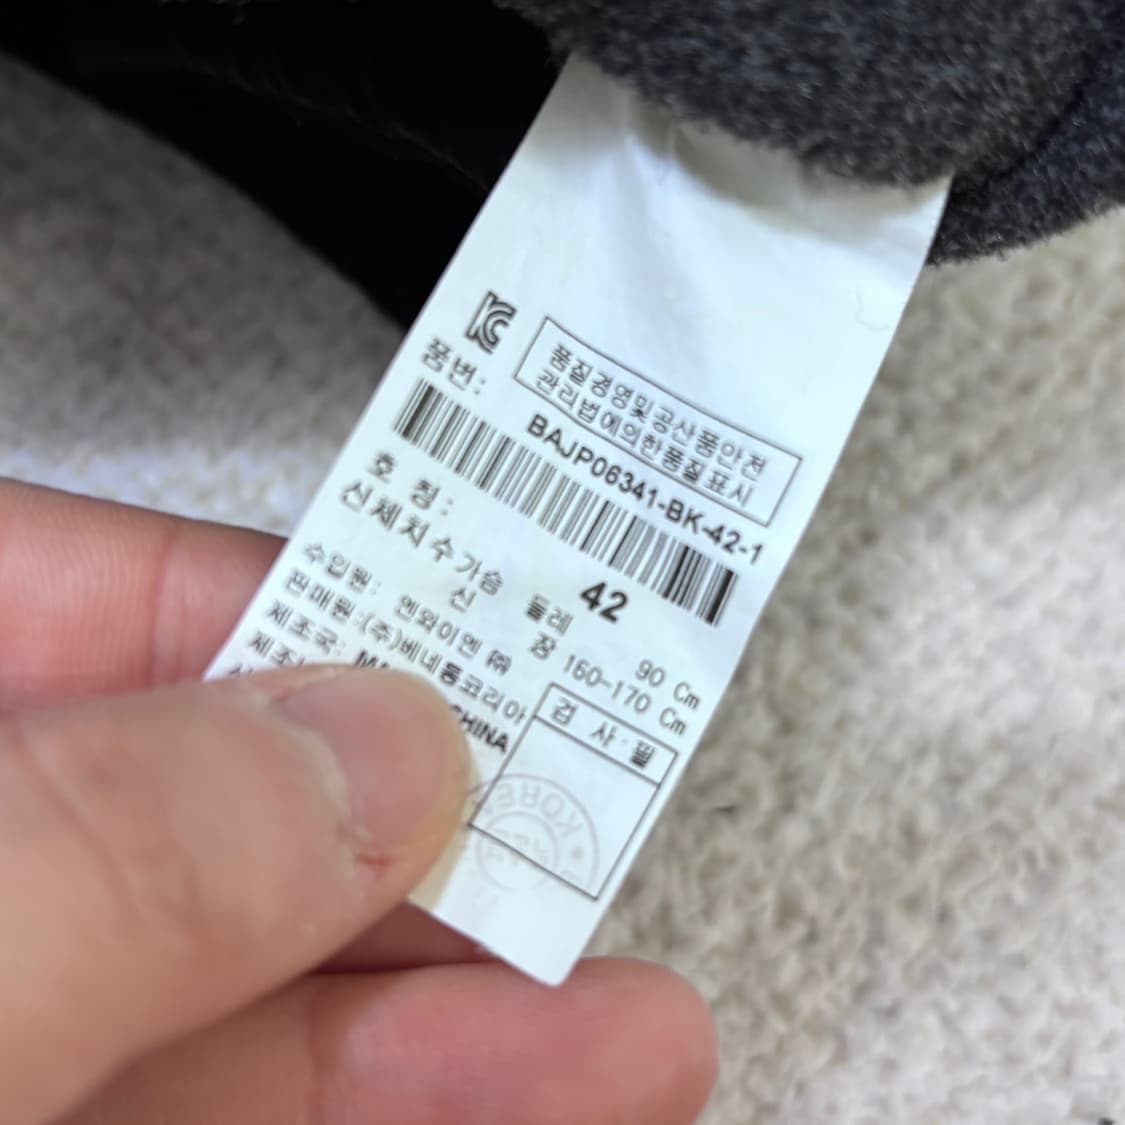 KC
품질경영및공산품안전
관리법에의한품질표시
품번: BAJP06341-BK-42-1
호 칭: 42
신체치수 가슴 둘레 90 Cm
신 장 160-170 Cm
수입원: 엔와이엔 ㈜
판매원:(주)베네통코리아
제조국:
CHINA
검 사·필
KOREA